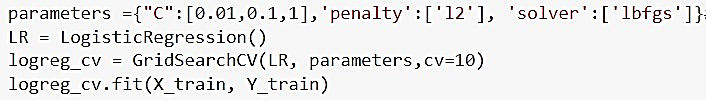 parameters ={"C":[0.01,0.1,1],'penalty':['l2'], 'solver':['lbfgs']}
LR = LogisticRegression()
logreg_cv = GridSearchCV(LR, parameters,cv=10)
logreg_cv.fit(X_train, Y_train)